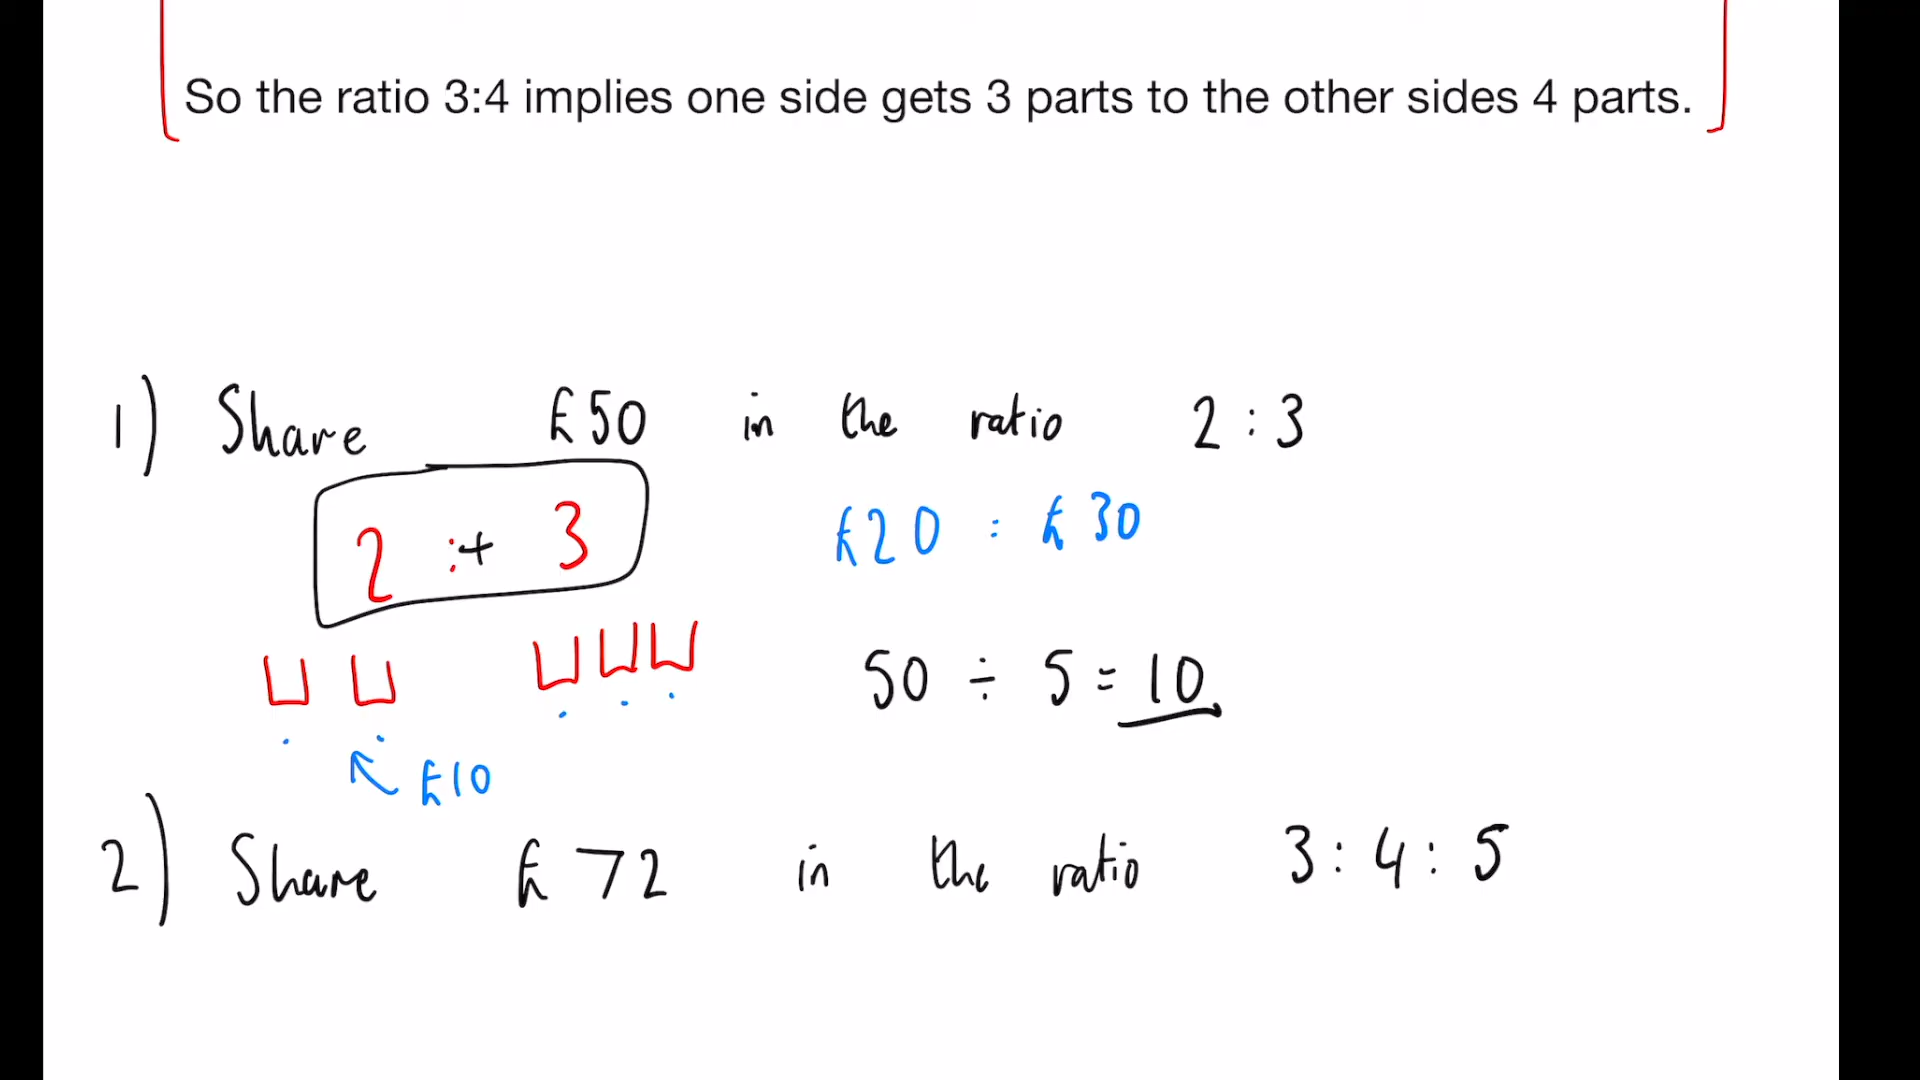 So the ratio 3:4 implies one side gets 3 parts to the other sides 4 parts.
1) Share £50 in the ratio 2:3
2 :+ 3
£20 : £30
50 ÷ 5 = 10
£10
2) Share £72 in the ratio 3:4:5